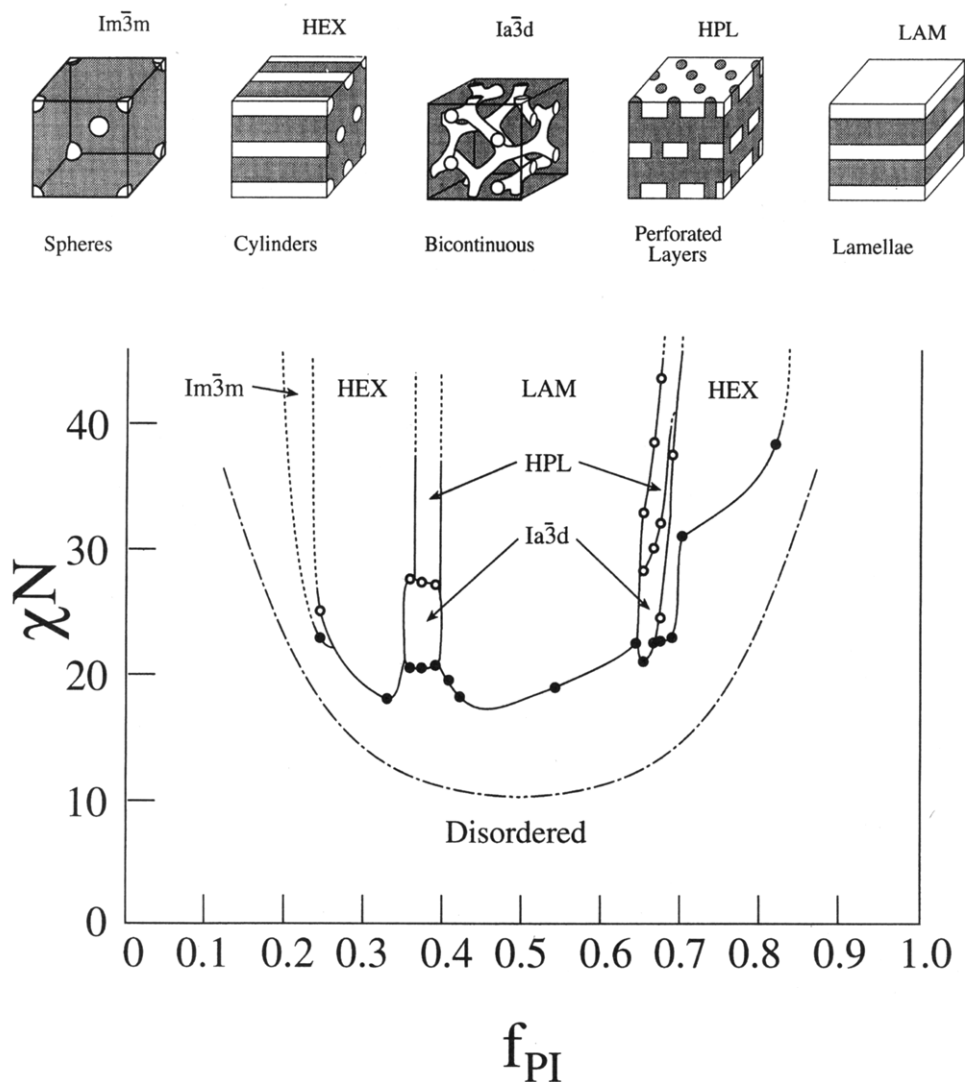 Im3̅m HEX Ia3̅d HPL LAM
Spheres Cylinders Bicontinuous Perforated Layers Lamellae
Im3̅m HEX LAM HEX
40
HPL
Ia3̅d
30
χN
20
10
Disordered
0
0 0.1 0.2 0.3 0.4 0.5 0.6 0.7 0.8 0.9 1.0
f_PI